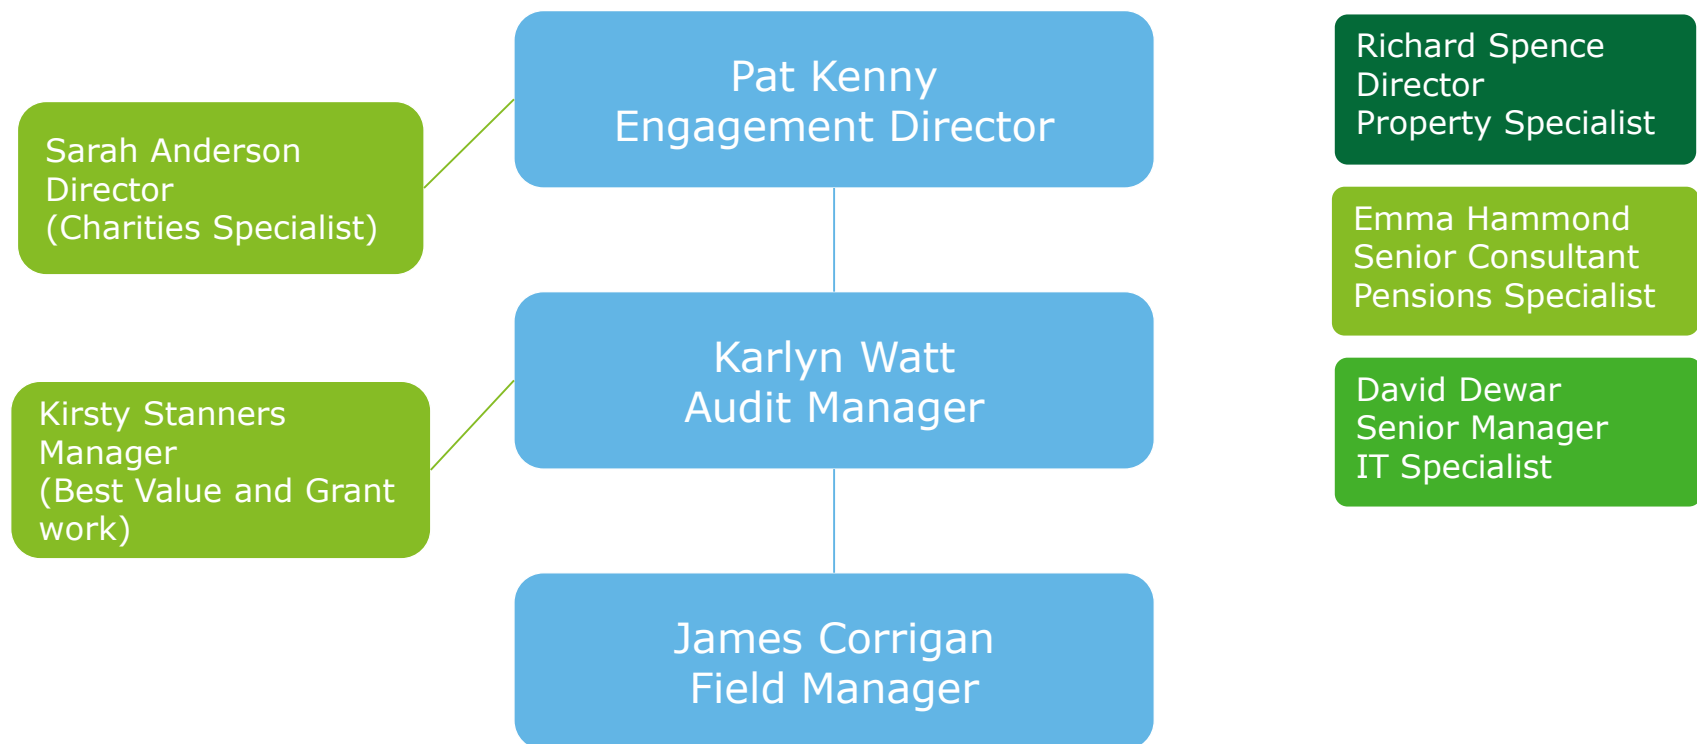 Pat Kenny
Engagement Director
Sarah Anderson
Director
(Charities Specialist)
Karlyn Watt
Audit Manager
Kirsty Stanners
Manager
(Best Value and Grant
work)
James Corrigan
Field Manager
Richard Spence
Director
Property Specialist
Emma Hammond
Senior Consultant
Pensions Specialist
David Dewar
Senior Manager
IT Specialist